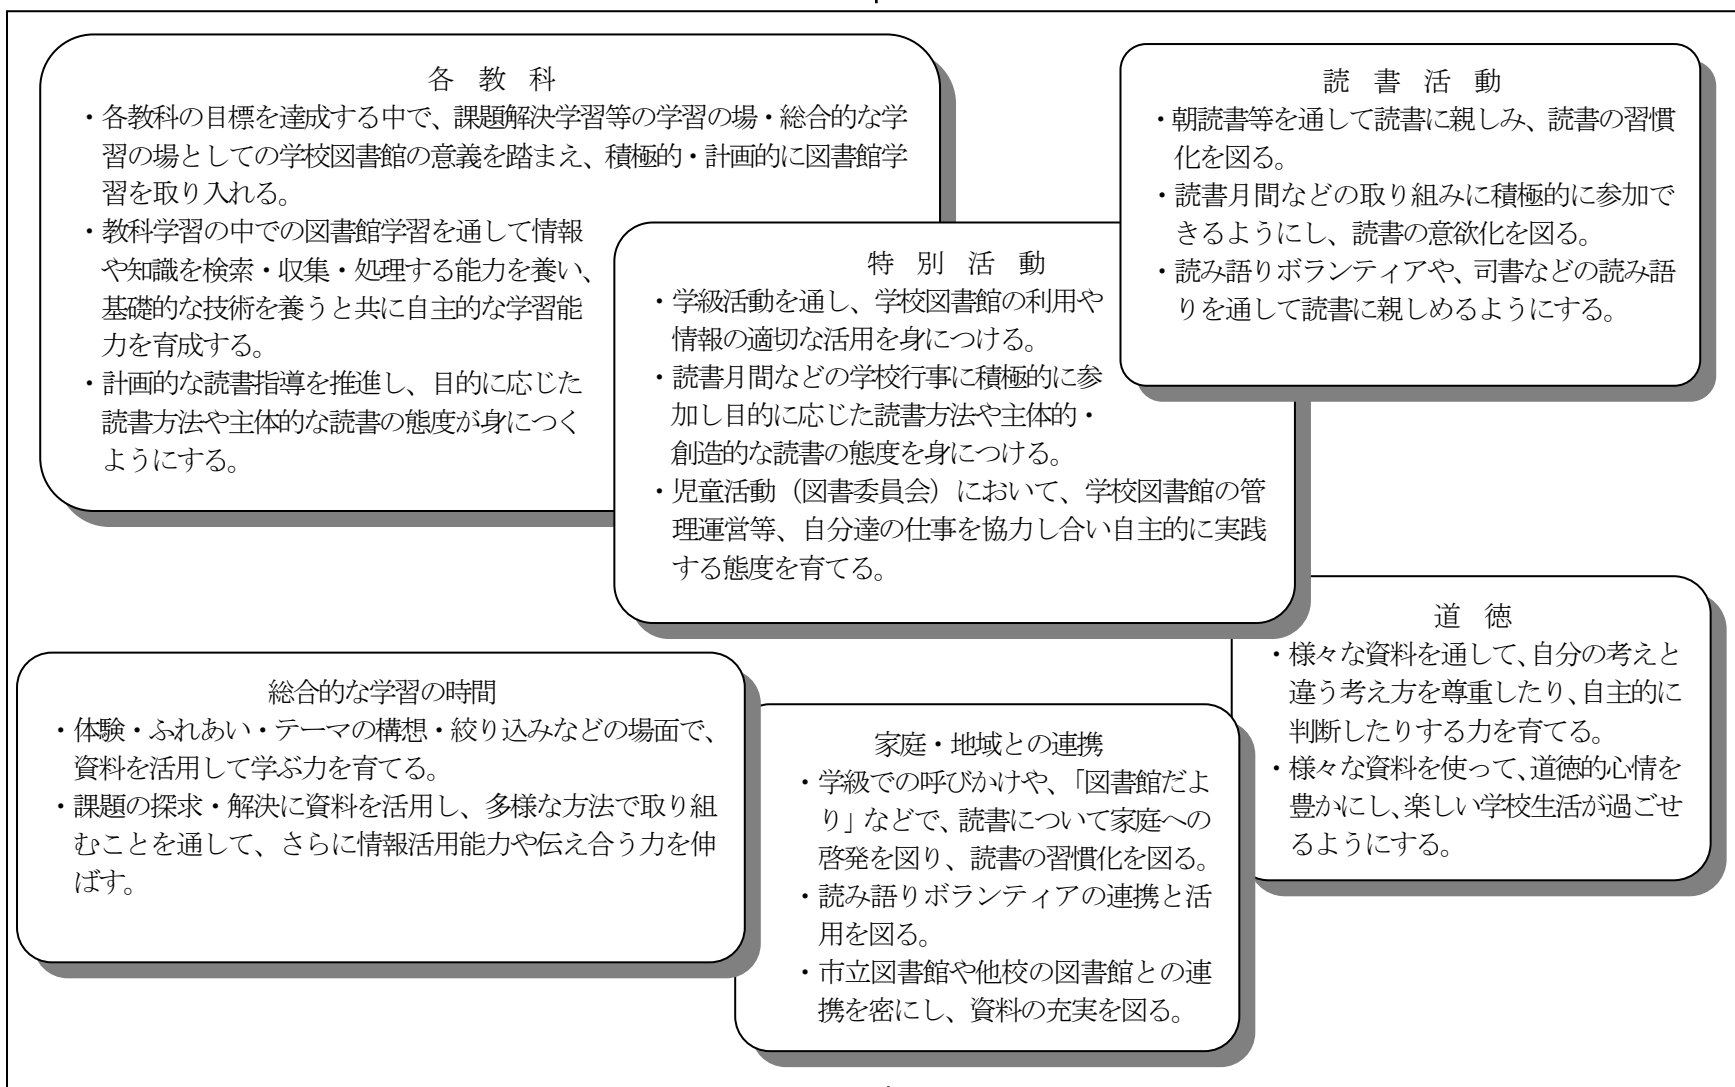 各 教 科
・各教科の目標を達成する中で、課題解決学習等の学習の場・総合的な学
習の場としての学校図書館の意義を踏まえ、積極的・計画的に図書館学
習を取り入れる。
・教科学習の中での図書館学習を通して情報
や知識を検索・収集・処理する能力を養い、
基礎的な技術を養うと共に自主的な学習能
力を育成する。
・計画的な読書指導を推進し、目的に応じた
読書方法や主体的な読書の態度が身につく
ようにする。
特 別 活 動
・学級活動を通し、学校図書館の利用や
情報の適切な活用を身につける。
・読書月間などの学校行事に積極的に参
加し目的に応じた読書方法や主体的・
創造的な読書の態度を身につける。
・児童活動（図書委員会）において、学校図書館の管
理運営等、自分達の仕事を協力し合い自主的に実践
する態度を育てる。
読 書 活 動
・朝読書等を通して読書に親しみ、読書の習慣
化を図る。
・読書月間などの取り組みに積極的に参加で
きるようにし、読書の意欲化を図る。
・読み語りボランティアや、司書などの読み語
りを通して読書に親しめるようにする。
総合的な学習の時間
・体験・ふれあい・テーマの構想・絞り込みなどの場面で、
資料を活用して学ぶ力を育てる。
・課題の探求・解決に資料を活用し、多様な方法で取り組
むことを通して、さらに情報活用能力や伝え合う力を伸
ばす。
家庭・地域との連携
・学級での呼びかけや、「図書館だよ
り」などで、読書について家庭への
啓発を図り、読書の習慣化を図る。
・読み語りボランティアの連携と活
用を図る。
・市立図書館や他校の図書館との連
携を密にし、資料の充実を図る。
道 徳
・様々な資料を通して、自分の考えと
違う考え方を尊重したり、自主的に
判断したりする力を育てる。
・様々な資料を使って、道徳的心情を
豊かにし、楽しい学校生活が過ごせ
るようにする。